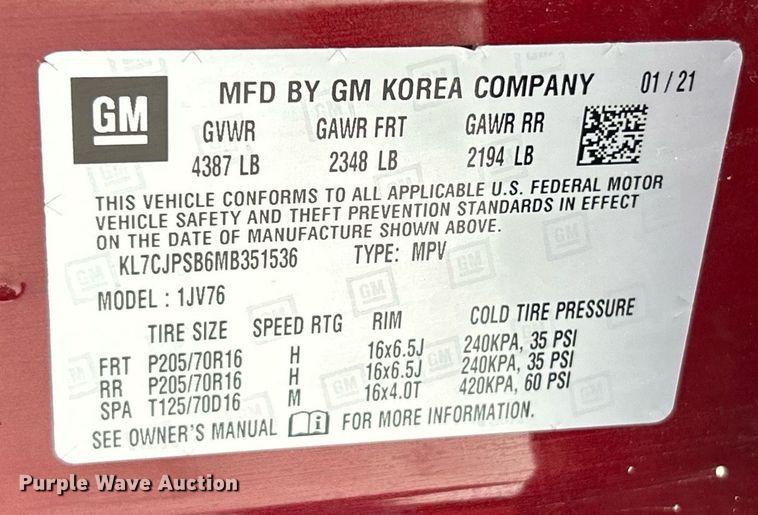 GM
MFD BY GM KOREA COMPANY 01/21
GVWR GAWR FRT GAWR RR
4387 LB 2348 LB 2194 LB
THIS VEHICLE CONFORMS TO ALL APPLICABLE U.S. FEDERAL MOTOR
VEHICLE SAFETY AND THEFT PREVENTION STANDARDS IN EFFECT
ON THE DATE OF MANUFACTURE SHOWN ABOVE.
KL7CJPSB6MB351536 TYPE: MPV
MODEL : 1JV76
TIRE SIZE SPEED RTG RIM COLD TIRE PRESSURE
FRT P205/70R16 H 16x6.5J 240KPA, 35 PSI
RR P205/70R16 H 16x6.5J 240KPA, 35 PSI
SPA T125/70D16 M 16x4.0T 420KPA, 60 PSI
SEE OWNER'S MANUAL i FOR MORE INFORMATION.
Purple Wave Auction